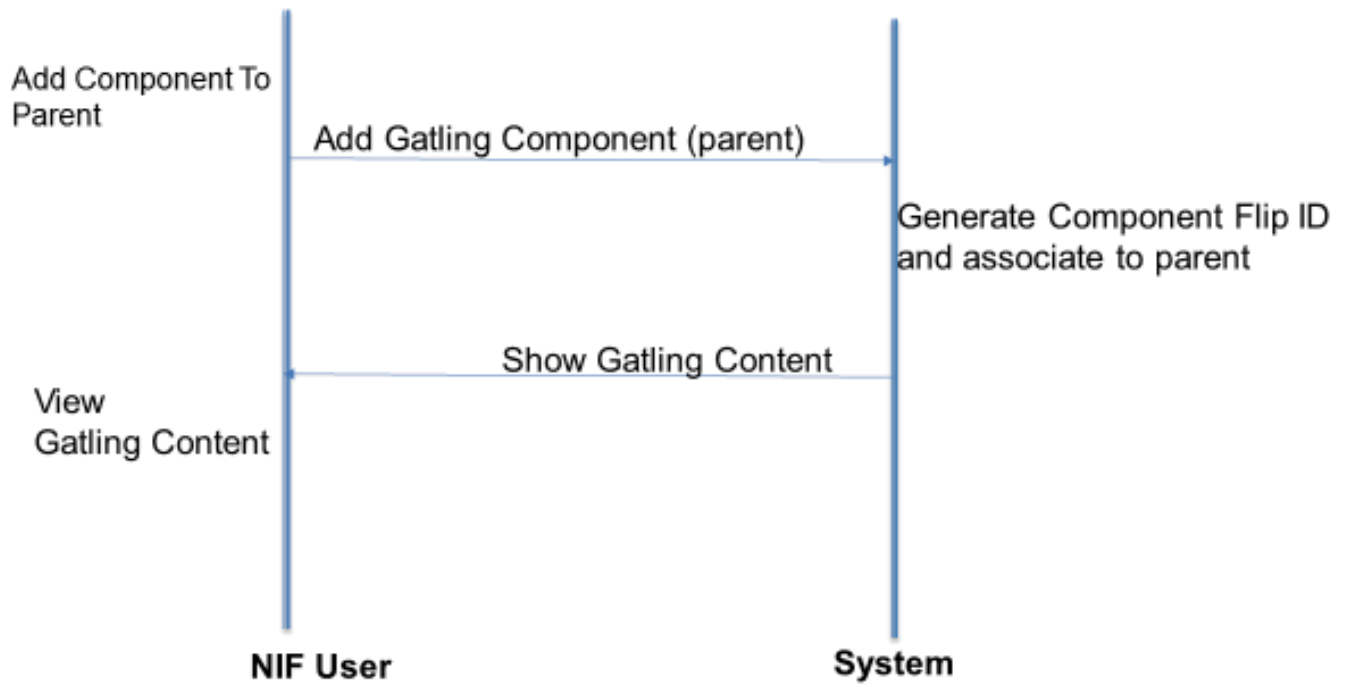 Add Component To
Parent
Add Gatling Component (parent)
Generate Component Flip ID
and associate to parent
Show Gatling Content
View
Gatling Content
NIF User
System